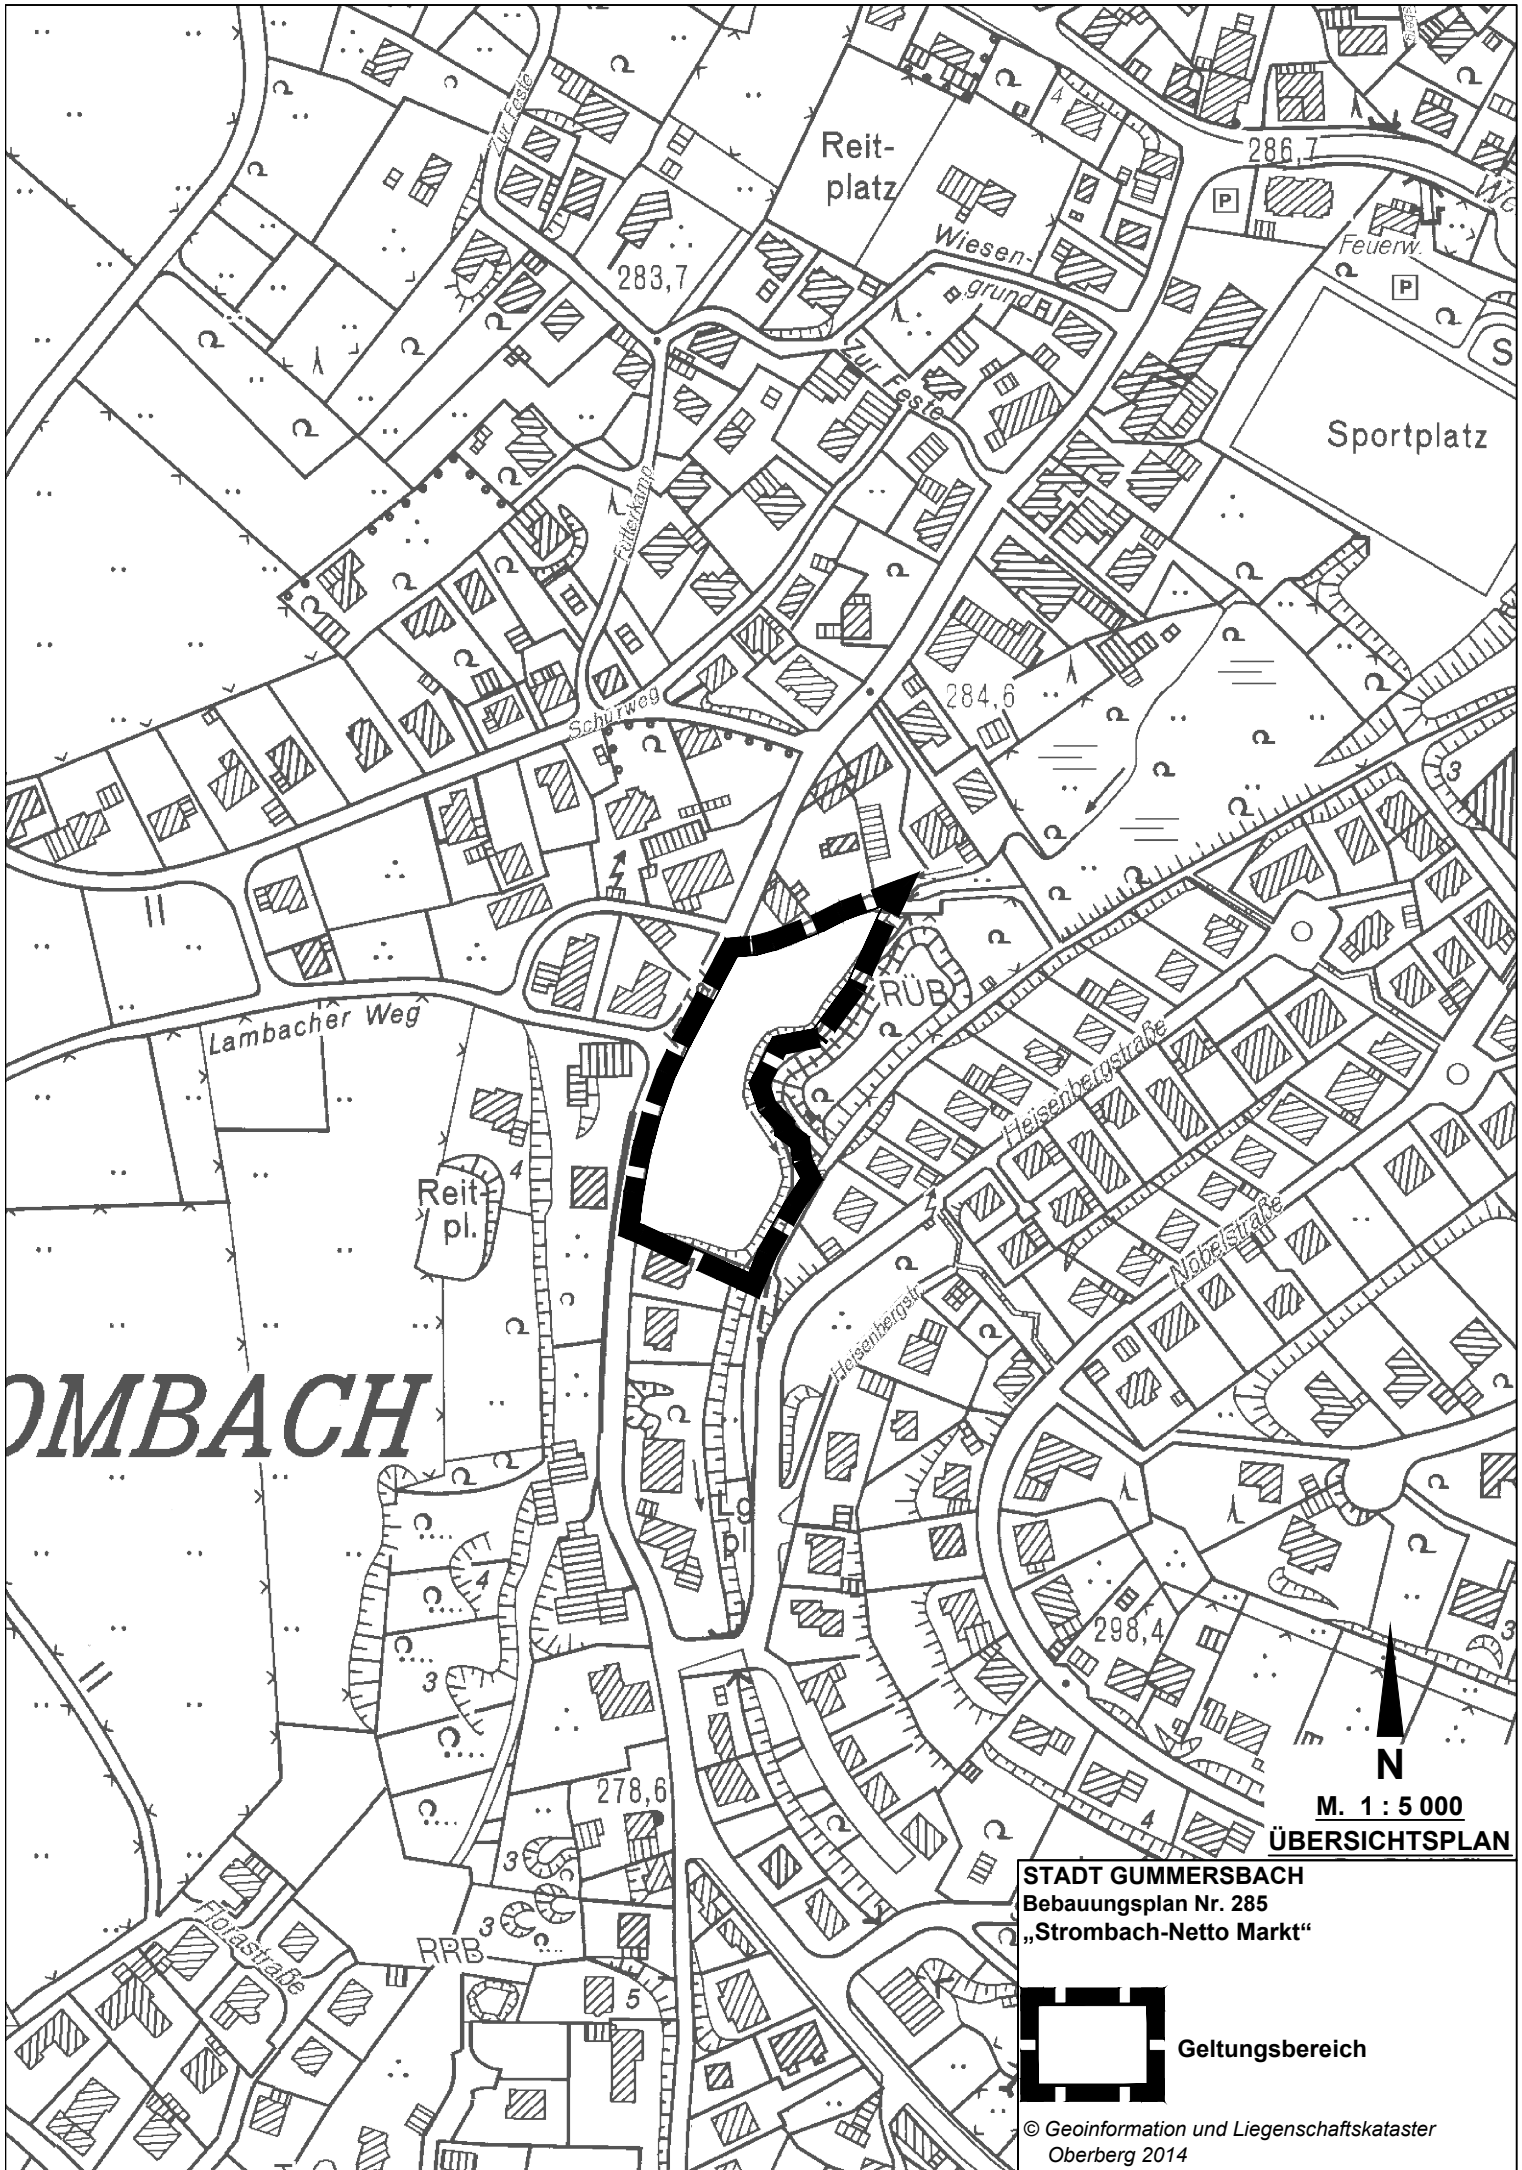 Zur Feste
Reit-
platz
286,7
P
Feuerw.
P
Wiesen-
grund
283,7
S
Zur Feste
Sportplatz
Futterkamp
Schürweg
284,6
3
4
RÜB
Lambacher Weg
Heisenbergstraße
4
Reit-
pl.
Nobelstraße
Heisenbergstr.
OMBACH
Lg
pl
4
298,4
3
3
278,6
4
3
3
Florastraße
RRB
5
N
M. 1 : 5 000
ÜBERSICHTSPLAN
STADT GUMMERSBACH
Bebauungsplan Nr. 285
„Strombach-Netto Markt“
Geltungsbereich
© Geoinformation und Liegenschaftskataster
Oberberg 2014